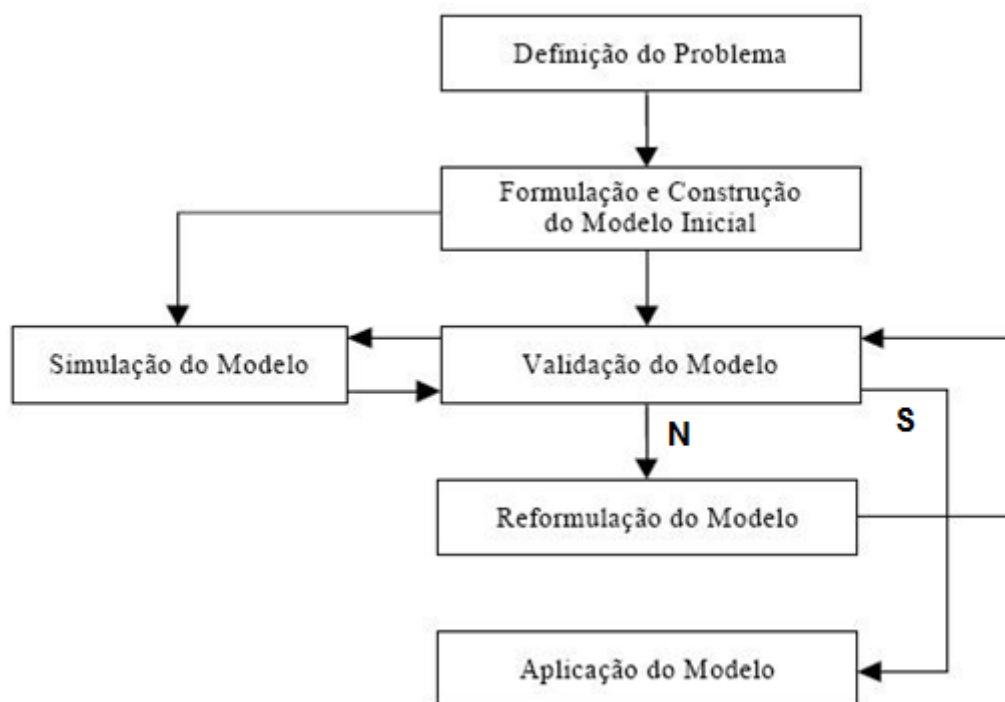 Definição do Problema
Formulação e Construção
do Modelo Inicial
Simulação do Modelo
Validação do Modelo
N
S
Reformulação do Modelo
Aplicação do Modelo